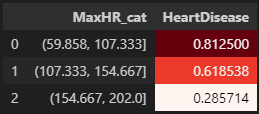 MaxHR_cat HeartDisease
0 (59.858, 107.333] 0.812500
1 (107.333, 154.667] 0.618538
2 (154.667, 202.0] 0.285714